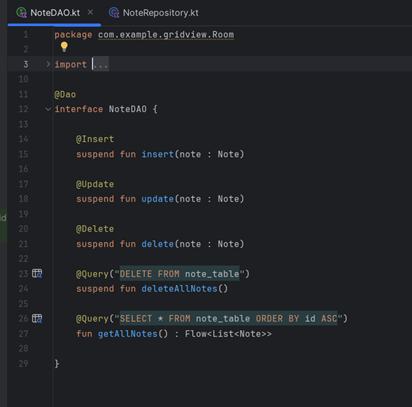 NoteDAO.kt NoteRepository.kt
1 package com.example.gridview.Room
2
3 import ...
10
11 @Dao
12 interface NoteDAO {
13
14 @Insert
15 suspend fun insert(note : Note)
16
17 @Update
18 suspend fun update(note : Note)
19
20 @Delete
21 suspend fun delete(note : Note)
22
23 @Query("DELETE FROM note_table")
24 suspend fun deleteAllNotes()
25
26 @Query("SELECT * FROM note_table ORDER BY id ASC")
27 fun getAllNotes() : Flow<List<Note>>
28
29 }